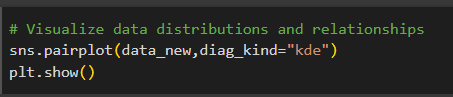 # Visualize data distributions and relationships
sns.pairplot(data_new,diag_kind="kde")
plt.show()